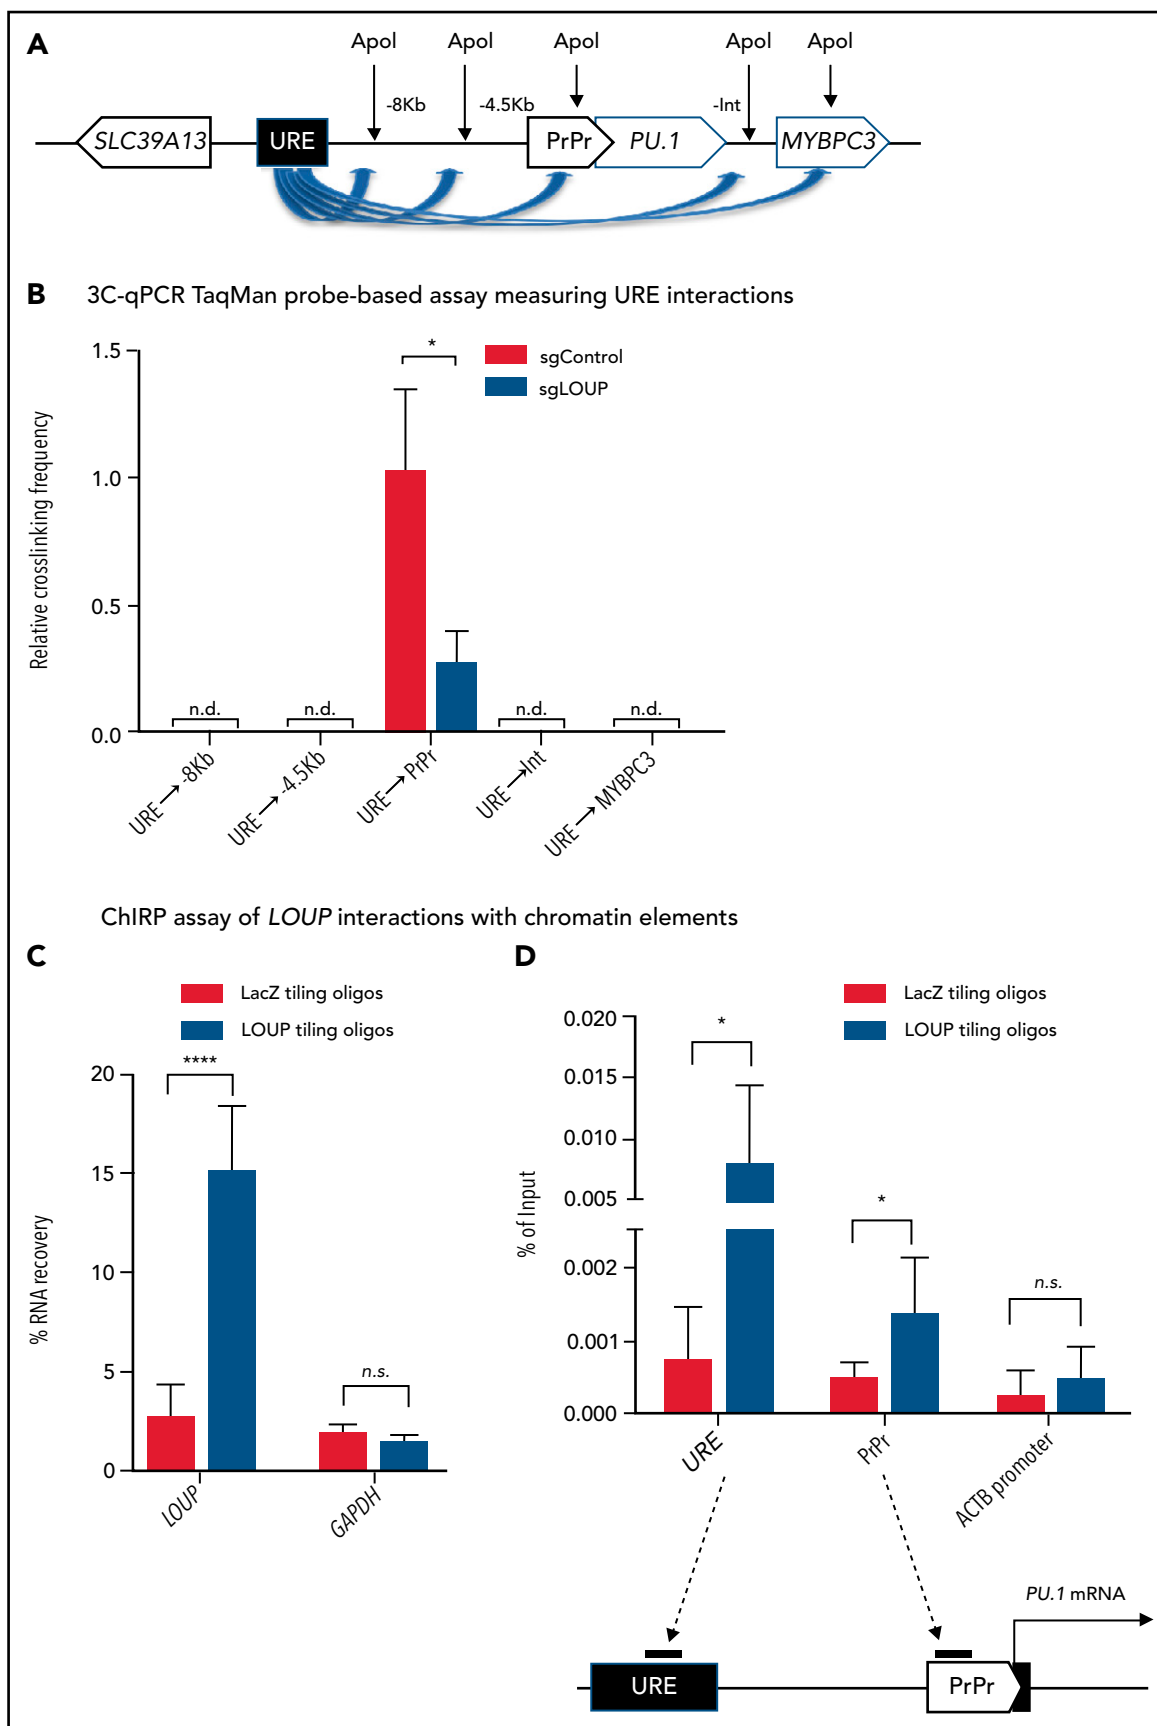 A
ApoI ApoI ApoI ApoI ApoI
-8Kb -4.5Kb -Int
SLC39A13 URE PrPr PU.1 MYBPC3
B 3C-qPCR TaqMan probe-based assay measuring URE interactions
Relative crosslinking frequency
1.5
1.0
0.5
0.0
*
sgControl
sgLOUP
n.d. n.d. n.d. n.d.
URE → -8Kb
URE → -4.5Kb
URE → PrPr
URE → Int
URE → MYBPC3
ChIRP assay of LOUP interactions with chromatin elements
C
LacZ tiling oligos
LOUP tiling oligos
% RNA recovery
20
15
10
5
0
****
n.s.
LOUP
GAPDH
D
LacZ tiling oligos
LOUP tiling oligos
% of Input
0.020
0.015
0.010
0.005
0.002
0.001
0.000
*
*
n.s.
URE
PrPr
ACTB promoter
PU.1 mRNA
URE PrPr